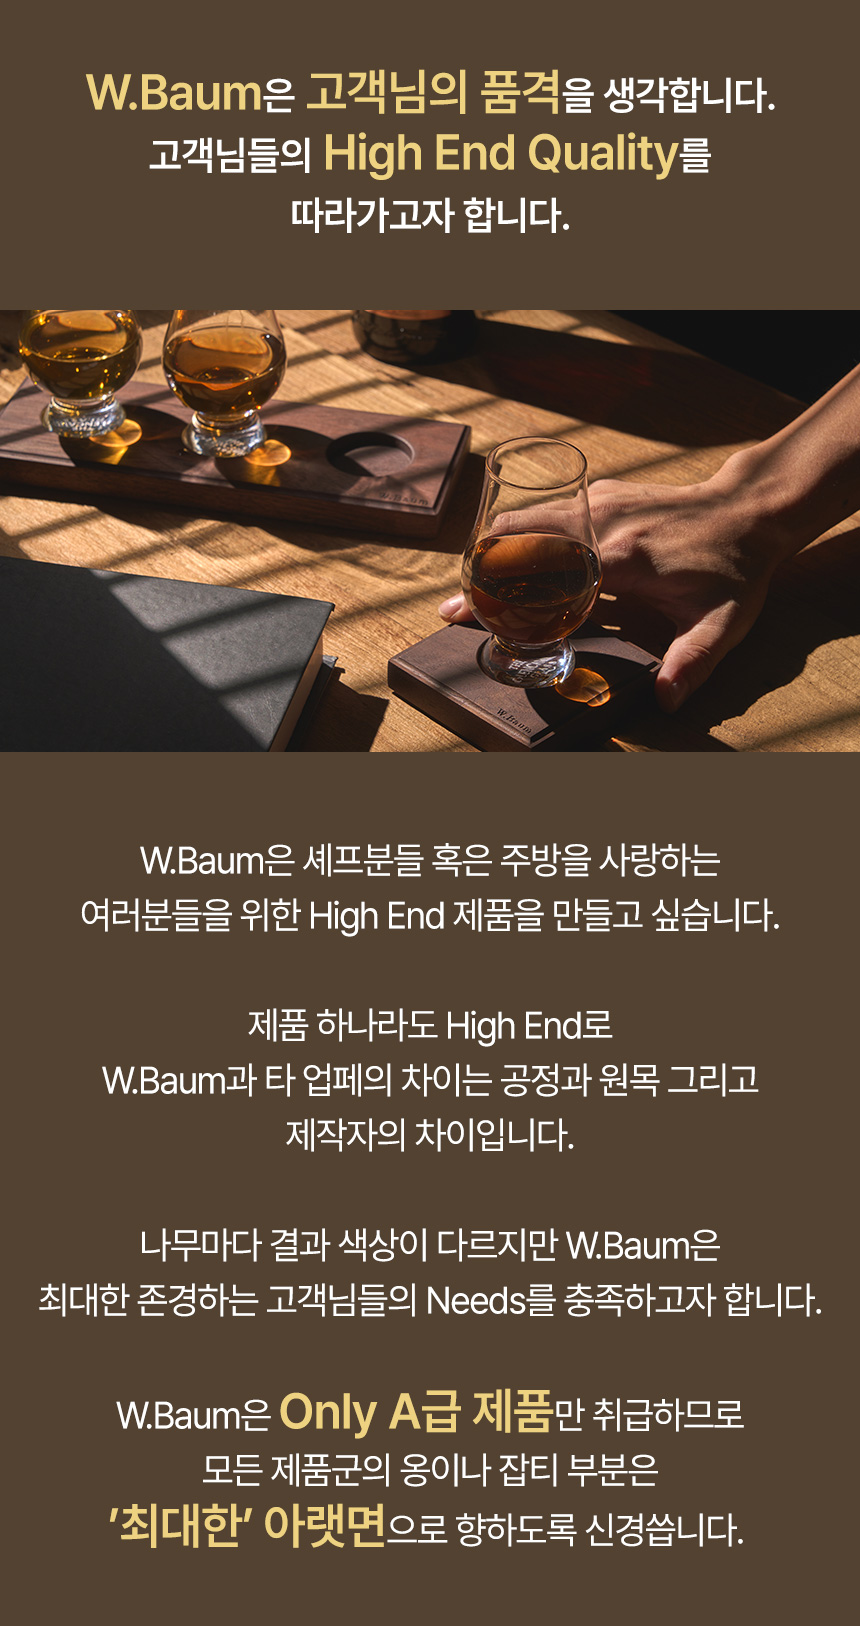 W.Baum은 고객님의 품격을 생각합니다.
고객님들의 High End Quality를
따라가고자 합니다.
W.Baum
W.Baum
W.Baum은 셰프분들 혹은 주방을 사랑하는
여러분들을 위한 High End 제품을 만들고 싶습니다.
제품 하나라도 High End로
W.Baum과 타 업페의 차이는 공정과 원목 그리고
제작자의 차이입니다.
나무마다 결과 색상이 다르지만 W.Baum은
최대한 존경하는 고객님들의 Needs를 충족하고자 합니다.
W.Baum은 Only A급 제품만 취급하므로
모든 제품군의 옹이나 잡티 부분은
'최대한' 아랫면으로 향하도록 신경씁니다.